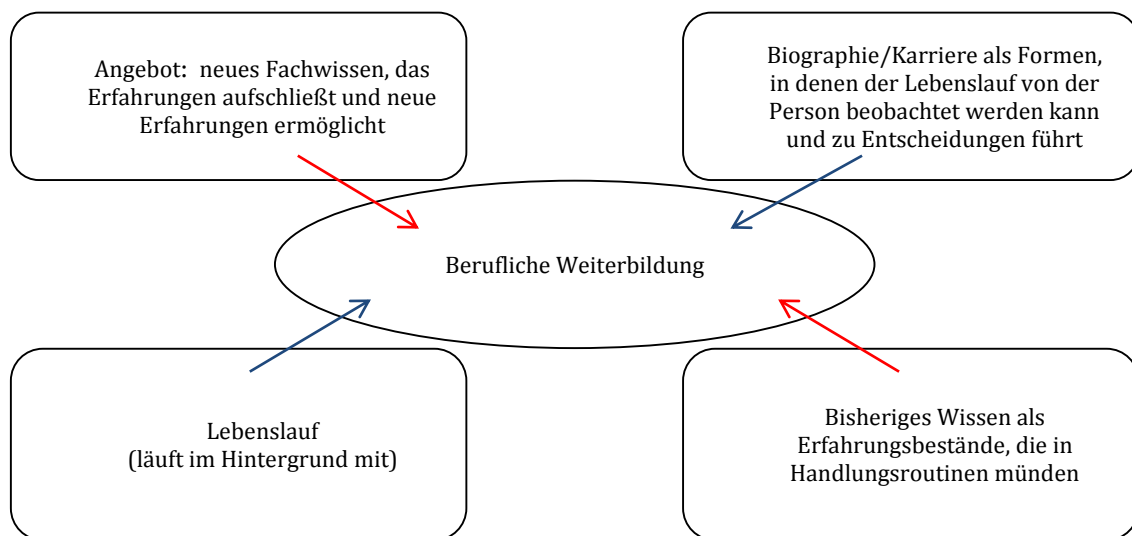 Angebot:  neues Fachwissen, das
Erfahrungen aufschließt und neue
Erfahrungen ermöglicht
Biographie/Karriere als Formen,
in denen der Lebenslauf von der
Person beobachtet werden kann
und zu Entscheidungen führt
Berufliche Weiterbildung
Lebenslauf
(läuft im Hintergrund mit)
Bisheriges Wissen als
Erfahrungsbestände, die in
Handlungsroutinen münden